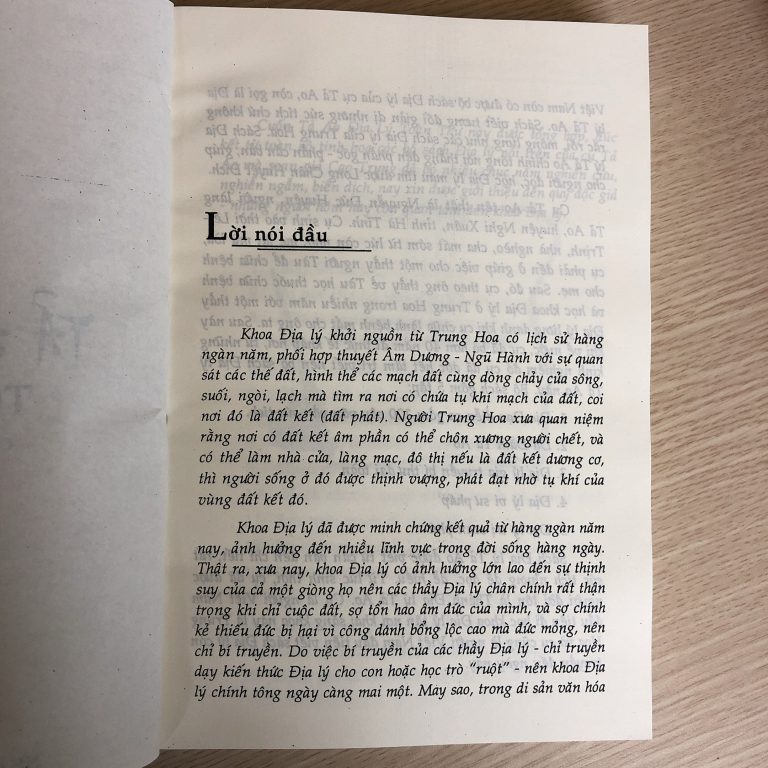 Lời nói đầu
Khoa Địa lý khởi nguồn từ Trung Hoa có lịch sử hàng
ngàn năm, phối hợp thuyết Âm Dương - Ngũ Hành với sự quan
sát các thế đất, hình thể các mạch đất cùng dòng chảy của sông,
suối, ngòi, lạch mà tìm ra nơi có chứa tụ khí mạch của đất, coi
nơi đó là đất kết (đất phát). Người Trung Hoa xưa quan niệm
rằng nơi có đất kết âm phần có thể chôn xương người chết, và
có thể làm nhà cửa, làng mạc, đô thị nếu là đất kết dương cơ,
thì người sống ở đó được thịnh vượng, phát đạt nhờ tụ khí của
vùng đất kết đó.
Khoa Địa lý đã được minh chứng kết quả từ hàng ngàn năm
nay, ảnh hưởng đến nhiều lĩnh vực trong đời sống hàng ngày.
Thật ra, xưa nay, khoa Địa lý có ảnh hưởng lớn lao đến sự thịnh
suy của cả một giòng họ nên các thầy Địa lý chân chính rất thận
trọng khi chỉ cuộc đất, sợ tổn hao âm đức của mình, và sợ chính
kẻ thiếu đức bị hại vì công danh bổng lộc cao mà đức mỏng, nên
chỉ bí truyền. Do việc bí truyền của các thầy Địa lý - chỉ truyền
dạy kiến thức Địa lý cho con hoặc học trò “ruột” - nên khoa Địa
lý chính tông ngày càng mai một. May sao, trong di sản văn hóa